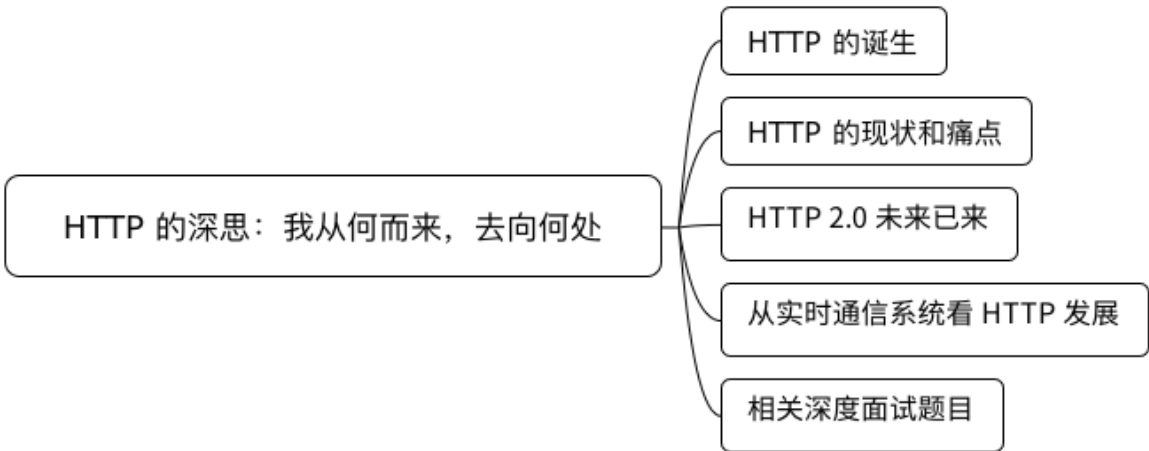 HTTP 的诞生
HTTP 的现状和痛点
HTTP 的深思：我从何而来，去向何处
HTTP 2.0 未来已来
从实时通信系统看 HTTP 发展
相关深度面试题目